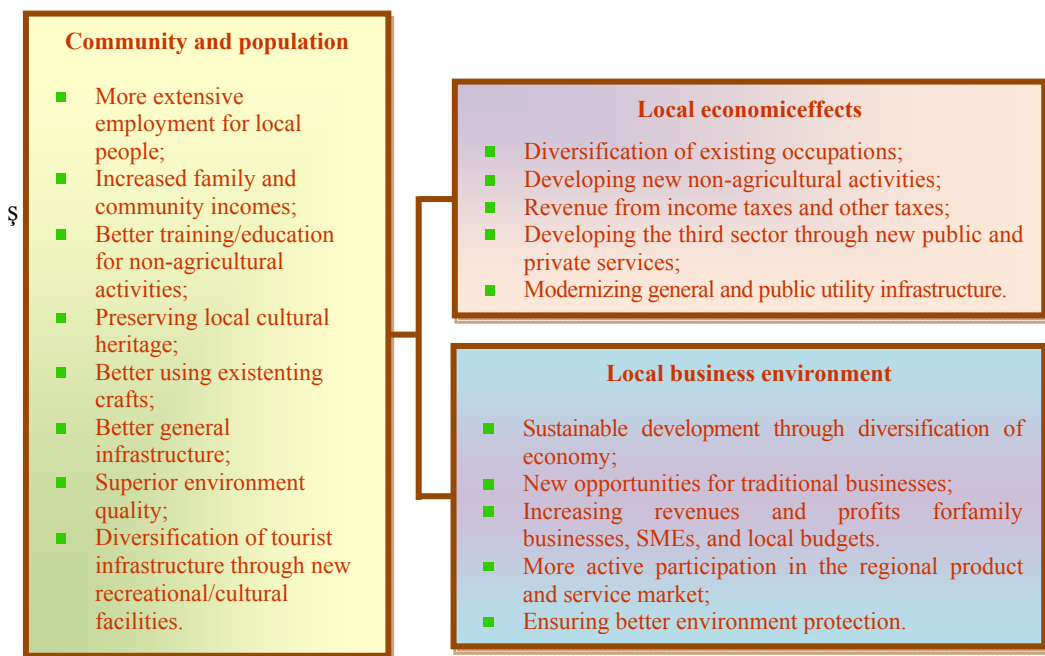 ş
Community and population
■ More extensive
employment for local
people;
■ Increased family and
community incomes;
■ Better training/education
for non-agricultural
activities;
■ Preserving local cultural
heritage;
■ Better using existenting
crafts;
■ Better general
infrastructure;
■ Superior environment
quality;
■ Diversification of tourist
infrastructure through new
recreational/cultural
facilities.
Local economiceffects
■ Diversification of existing occupations;
■ Developing new non-agricultural activities;
■ Revenue from income taxes and other taxes;
■ Developing the third sector through new public and
private services;
■ Modernizing general and public utility infrastructure.
Local business environment
■ Sustainable development through diversification of
economy;
■ New opportunities for traditional businesses;
■ Increasing revenues and profits forfamily
businesses, SMEs, and local budgets.
■ More active participation in the regional product
and service market;
■ Ensuring better environment protection.